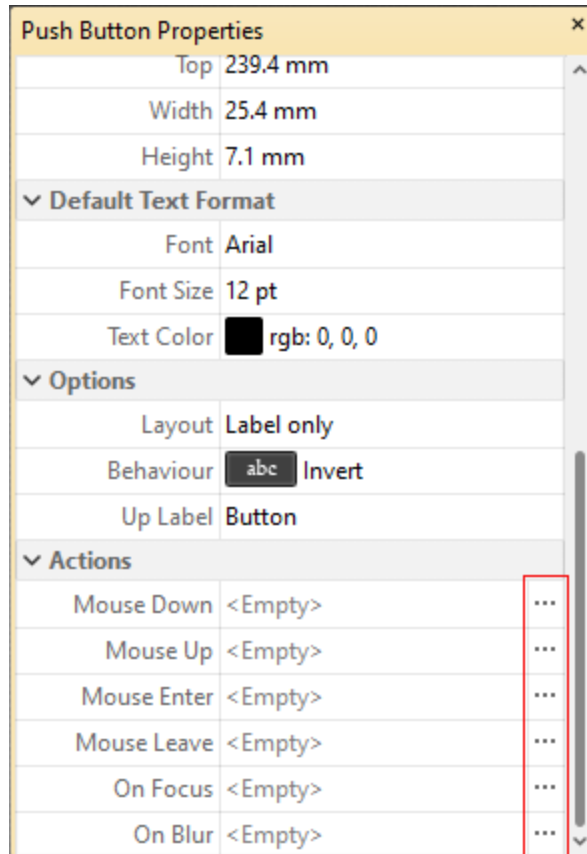 Push Button Properties ×
Top 239.4 mm
Width 25.4 mm
Height 7.1 mm
Default Text Format
Font Arial
Font Size 12 pt
Text Color rgb: 0, 0, 0
Options
Layout Label only
Behaviour abc Invert
Up Label Button
Actions
Mouse Down <Empty> ...
Mouse Up <Empty> ...
Mouse Enter <Empty> ...
Mouse Leave <Empty> ...
On Focus <Empty> ...
On Blur <Empty> ...